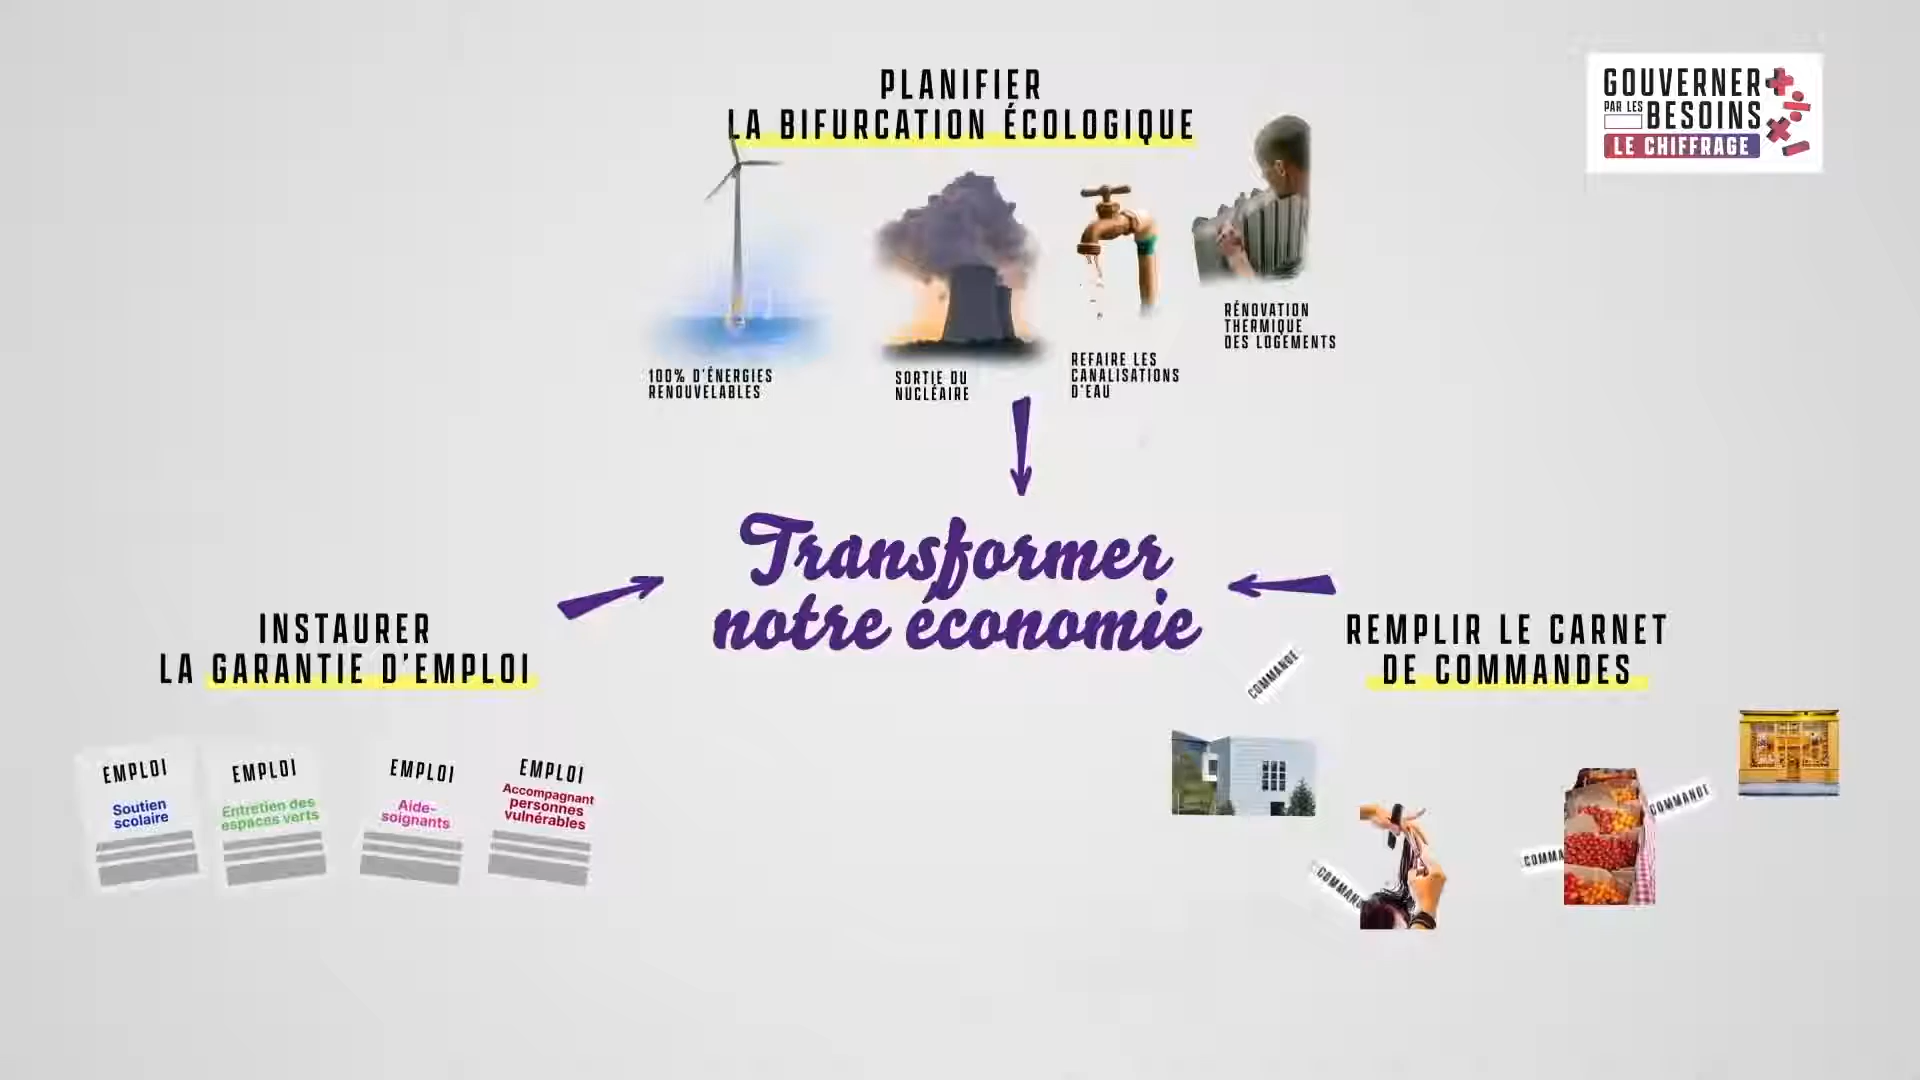 PLANIFIER
LA BIFURCATION ÉCOLOGIQUE
GOUVERNER
PAR LES BESOINS
LE CHIFFRAGE
100% D'ÉNERGIES
RENOUVELABLES
SORTIE DU
NUCLÉAIRE
REFAIRE LES
CANALISATIONS
D'EAU
RÉNOVATION
THERMIQUE
DES LOGEMENTS
Transformer
notre économie
INSTAURER
LA GARANTIE D'EMPLOI
EMPLOI
Soutien
scolaire
EMPLOI
Entretien des
espaces verts
EMPLOI
Aide-
soignants
EMPLOI
Accompagnant
personnes
vulnérables
REMPLIR LE CARNET
DE COMMANDES
COMMANDE
COMMAND
COMMA
COMMANDE